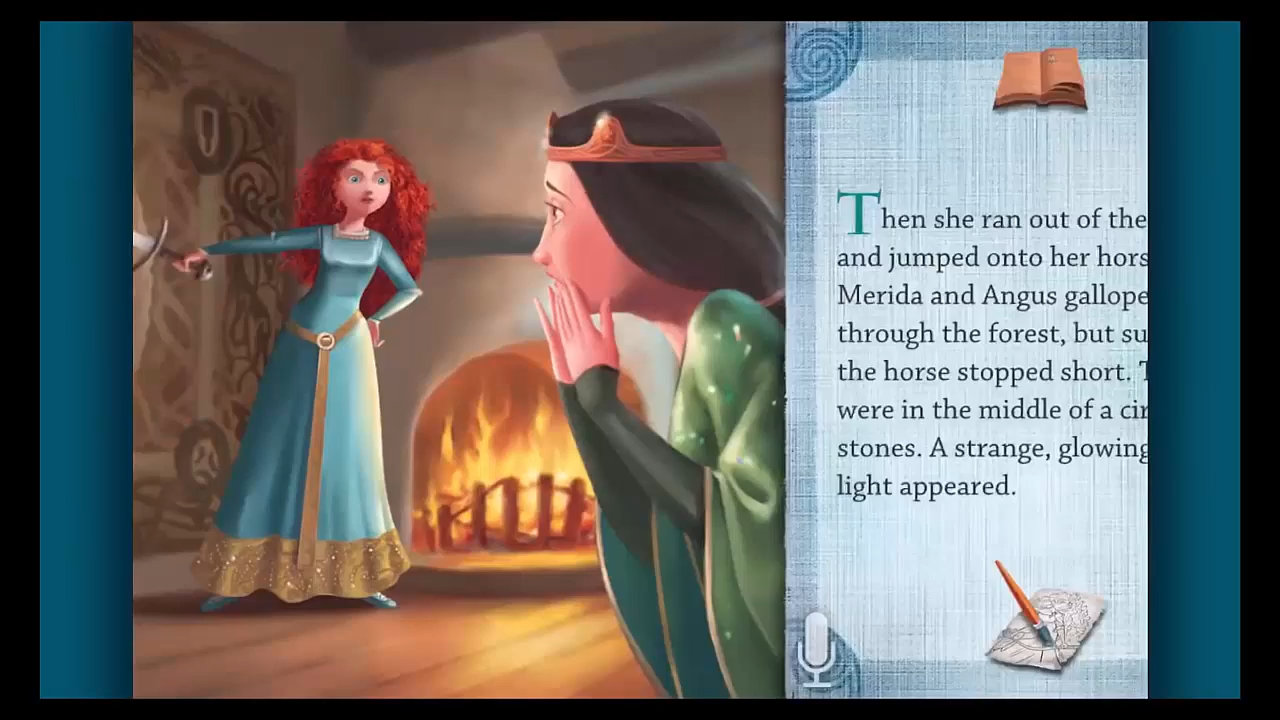 Then she ran out of the
and jumped onto her hors
Merida and Angus gallope
through the forest, but su
the horse stopped short. T
were in the middle of a cir
stones. A strange, glowing
light appeared.